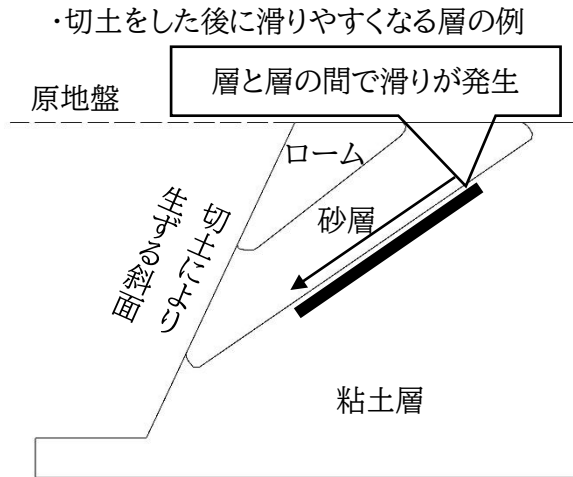 ・切土をした後に滑りやすくなる層の例
層と層の間で滑りが発生
原地盤
ローム
砂層
切土により
生ずる斜面
粘土層